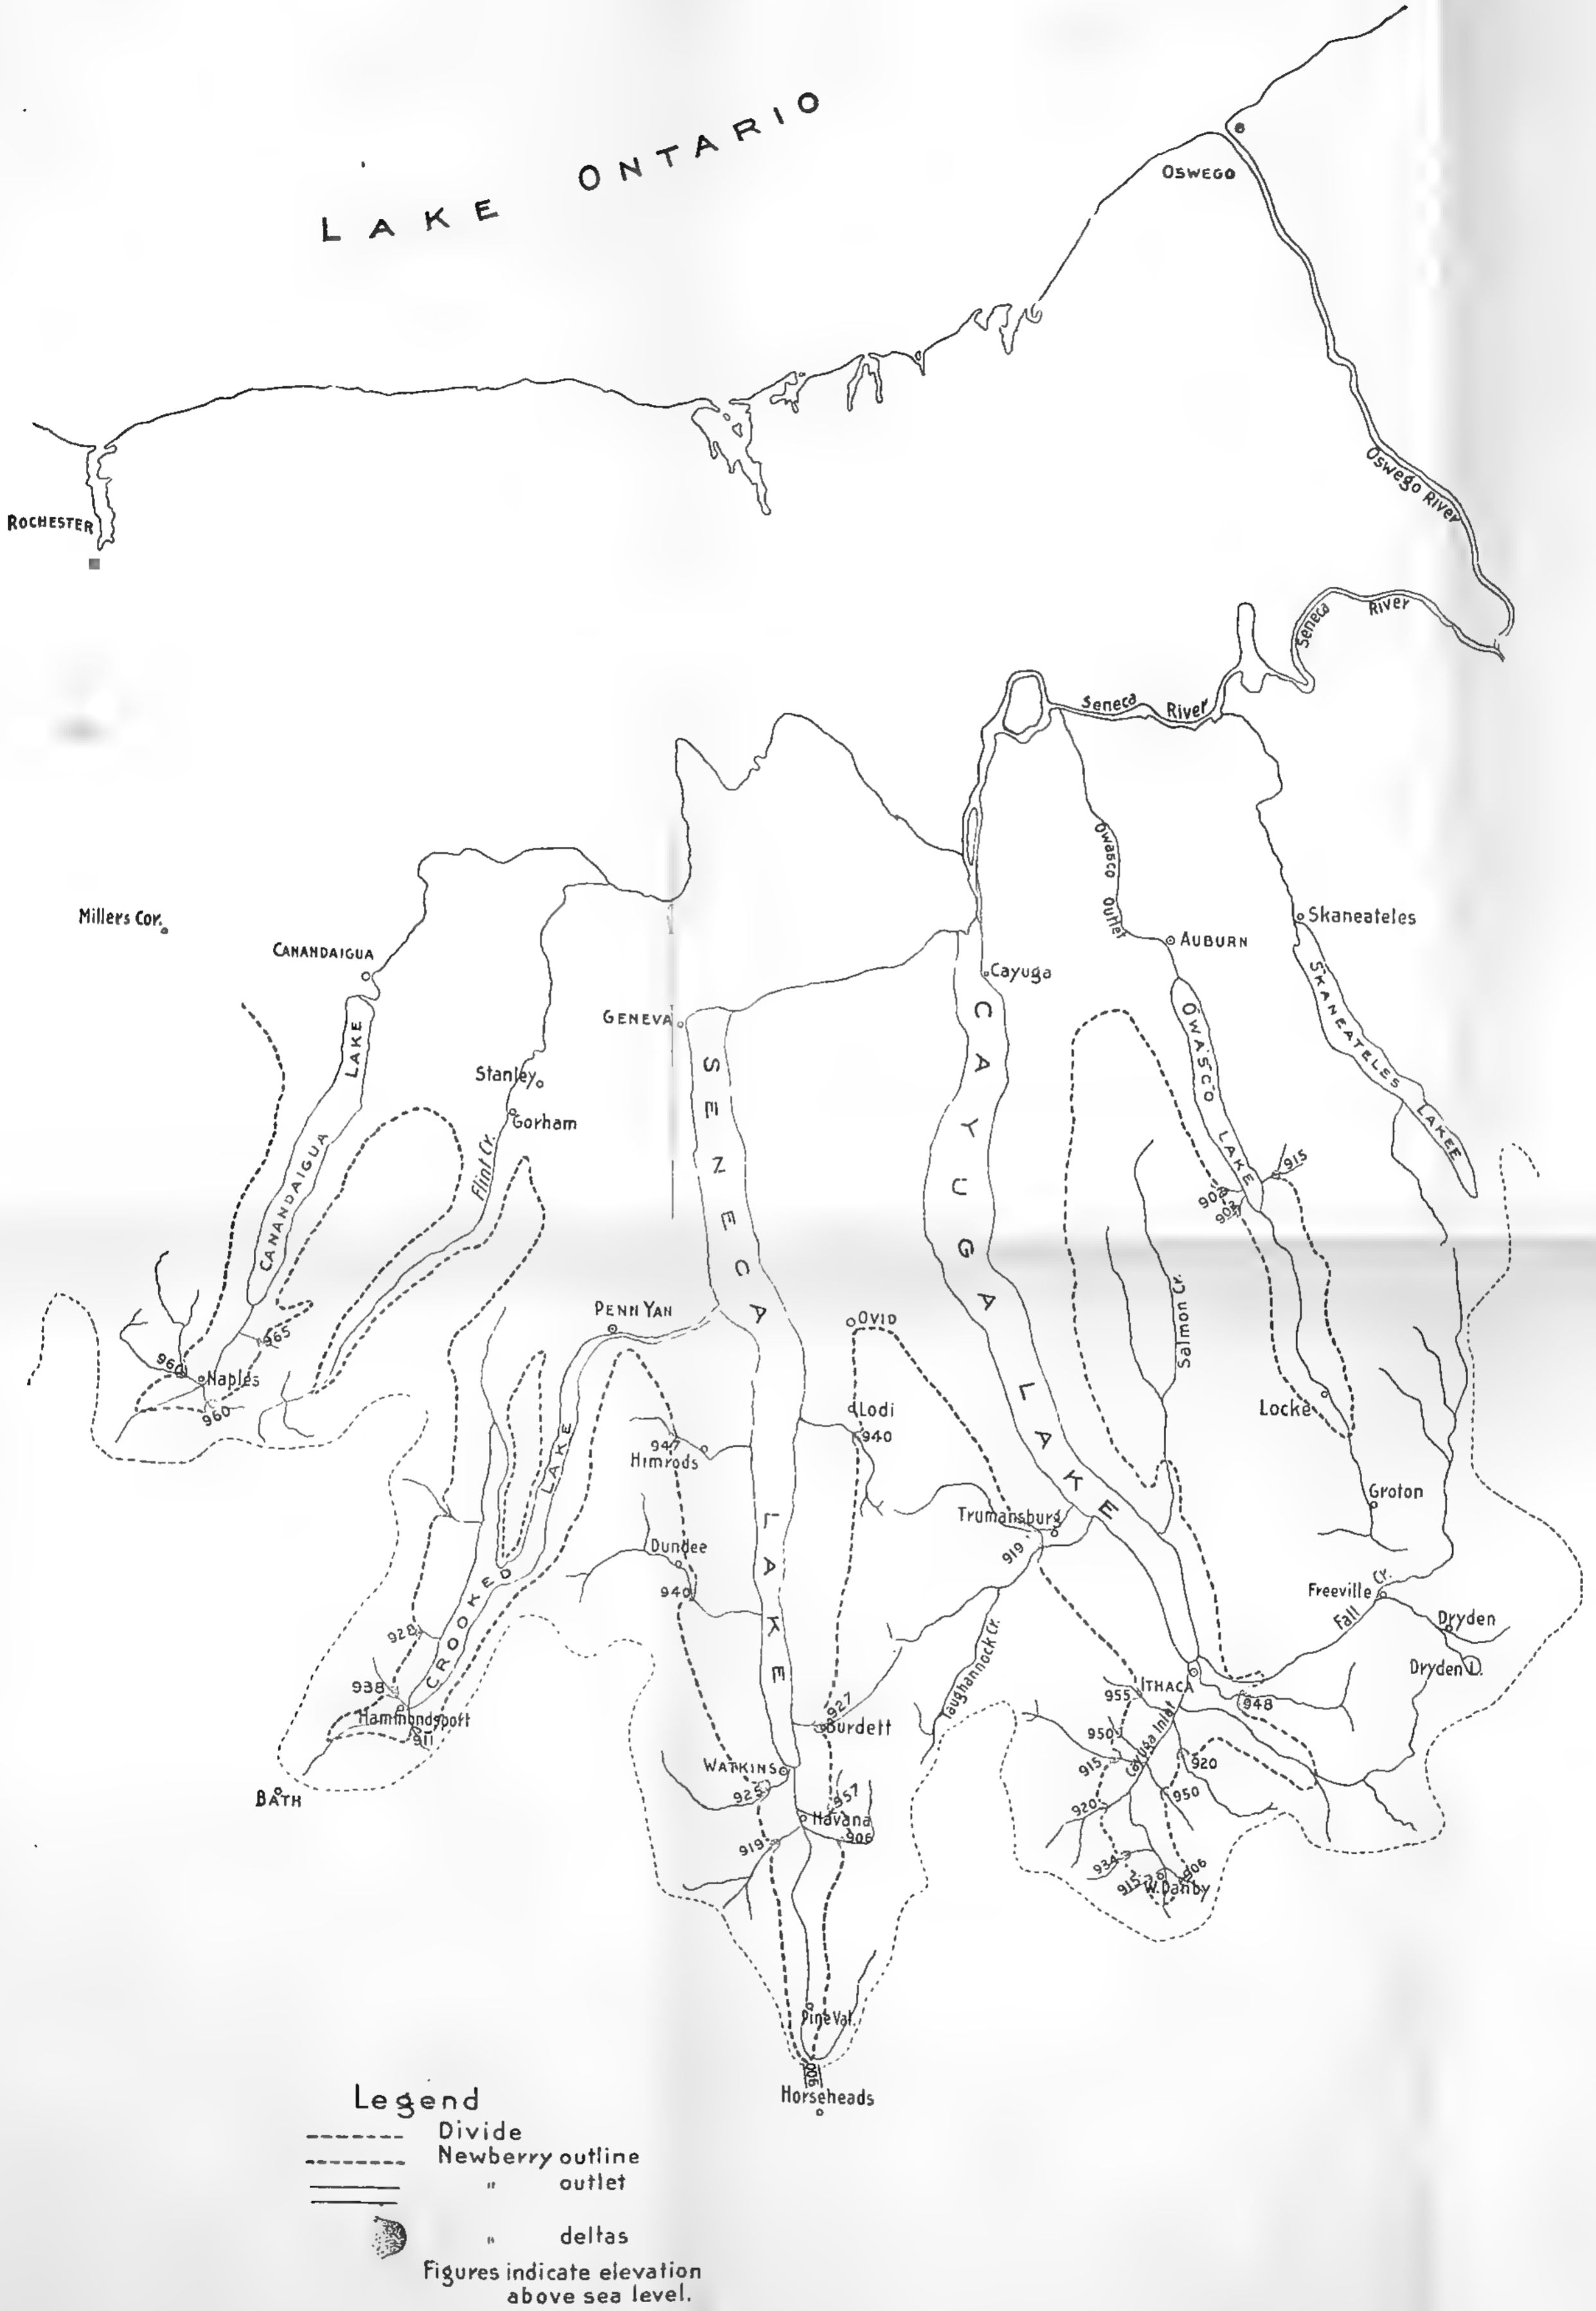 LAKE ONTARIO
OSWEGO
Oswego River
ROCHESTER
Seneca River
Seneca River
Owasco Outlet
Millers Cor.
Skaneateles
AUBURN
CANANDAIGUA
Cayuga
GENEVA
SKANEATELES LAKEE
OWASCO LAKE
CANANDAIGUA LAKE
SENECA LAKE
CAYUGA LAKE
Stanley
Gorham
Flint Cr.
915
902
902
Salmon Cr.
PENN YAN
OVID
965
960
Naples
960
Locke
Lodi
940
947
Himrods
CROOKED LAKE
Groton
Trumansburg
919
Dundee
940
Freeville
Fall Cr.
Dryden
Dryden L.
928
938
Hammondsport
911
Taughannock Cr.
ITHACA
955
948
927
Burdett
950
Cayuga Inlet
915
920
WATKINS
925
957
950
920
BATH
Havana
906
919
934
906
915
W. Danby
Pine Val.
900
Horseheads
Legend
Divide
Newberry outline
" outlet
" deltas
Figures indicate elevation
above sea level.